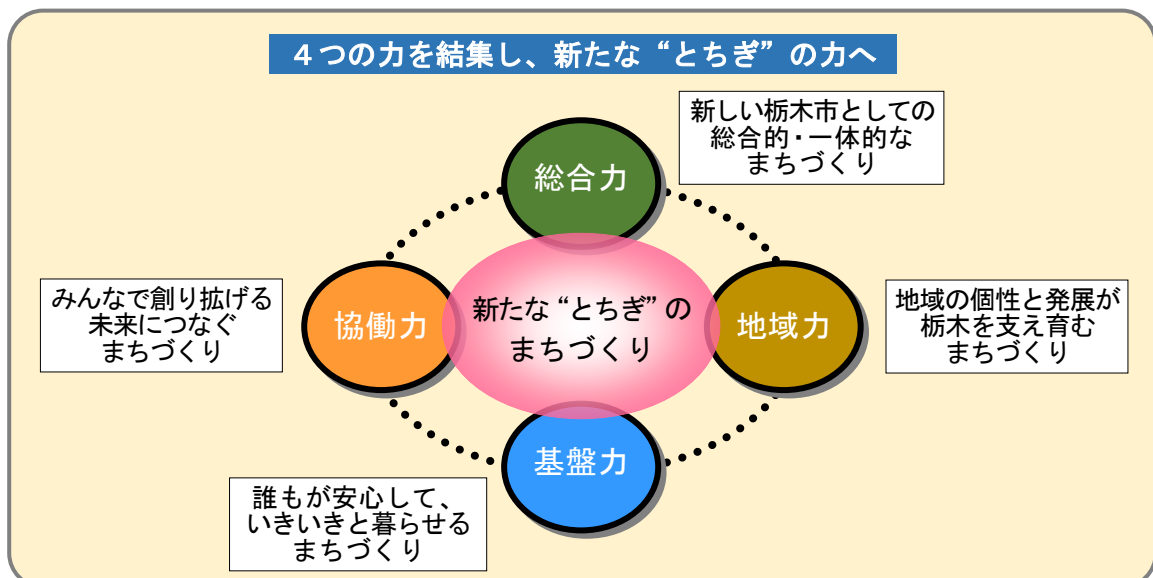 ４つの力を結集し、新たな“とちぎ”の力へ
新しい栃木市としての
総合的・一体的な
まちづくり
総合力
みんなで創り拡げる
未来につなぐ
まちづくり
協働力
新たな“とちぎ”の
まちづくり
地域力
地域の個性と発展が
栃木を支え育む
まちづくり
基盤力
誰もが安心して、
いきいきと暮らせる
まちづくり